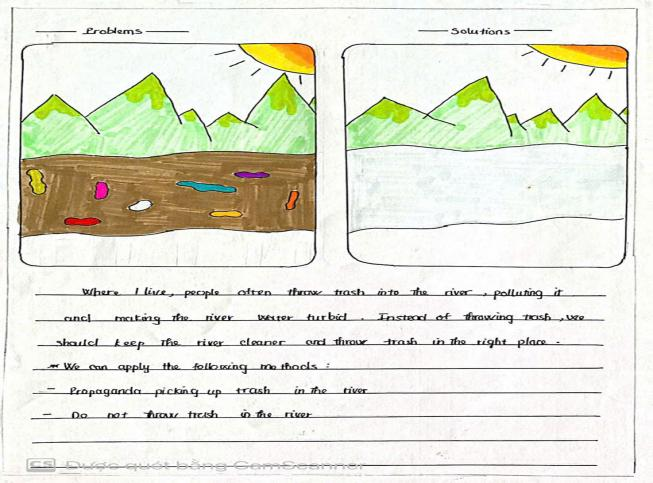 Problems
Solutions
Where I live, people often throw trash into the river, polluting it
and making the river water turbid. Instead of throwing trash, we
should keep the river cleaner and throw trash in the right place.
* We can apply the following methods:
- Propaganda picking up trash in the river
- Do not throw trash in the river
CS Được quét bằng CamScanner